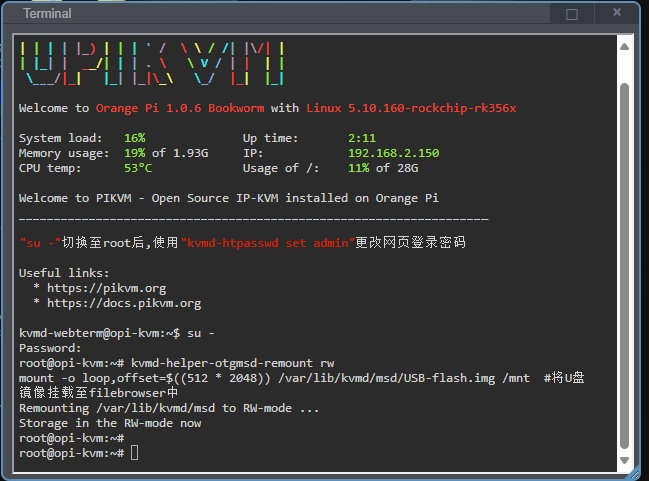 Terminal
Welcome to Orange Pi 1.0.6 Bookworm with Linux 5.10.160-rockchip-rk356x
System load: 16% Up time: 2:11
Memory usage: 19% of 1.93G IP: 192.168.2.150
CPU temp: 53°C Usage of /: 11% of 28G
Welcome to PIKVM - Open Source IP-KVM installed on Orange Pi
"su -"切换至root后,使用"kvmd-htpasswd set admin"更改网页登录密码
Useful links:
* https://pikvm.org
* https://docs.pikvm.org
kvmd-webterm@opi-kvm:~$ su -
Password:
root@opi-kvm:~# kvmd-helper-otgmsd-remount rw
mount -o loop,offset=$((512 * 2048)) /var/lib/kvmd/msd/USB-flash.img /mnt #将U盘
镜像挂载至filebrowser中
Remounting /var/lib/kvmd/msd to RW-mode ...
Storage in the RW-mode now
root@opi-kvm:~#
root@opi-kvm:~#